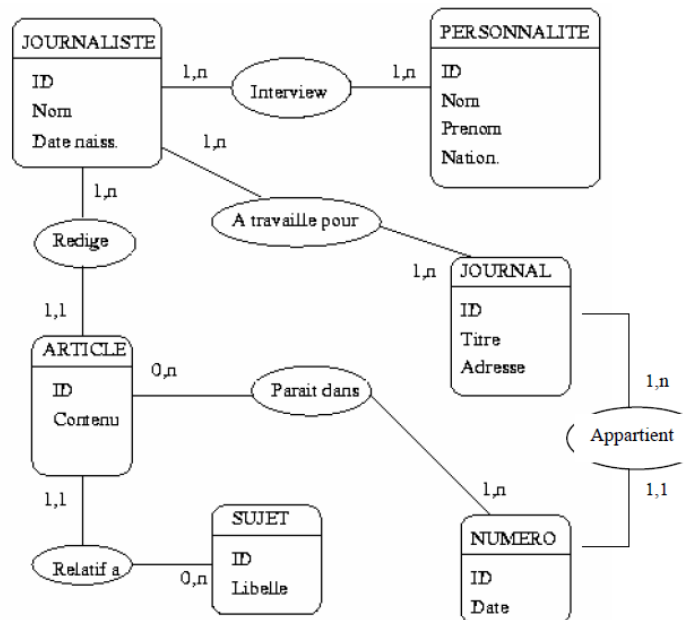 JOURNALISTE
ID
Nom
Date naiss.
1,n
Interview
1,n
PERSONNALITE
ID
Nom
Prenom
Nation.
1,n
A travaille pour
1,n
JOURNAL
ID
Titre
Adresse
1,n
Redige
1,1
ARTICLE
ID
Contenu
0,n
Parait dans
1,n
1,n
Appartient
1,1
NUMERO
ID
Date
1,1
Relatif a
0,n
SUJET
ID
Libelle